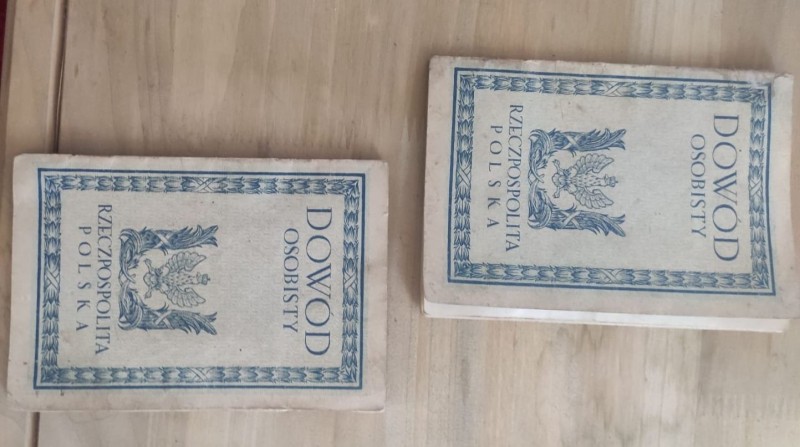 DOWÓD
OSOBISTY
RZECZPOSPOLITA
POLSKA
DOWÓD
OSOBISTY
RZECZPOSPOLITA
POLSKA